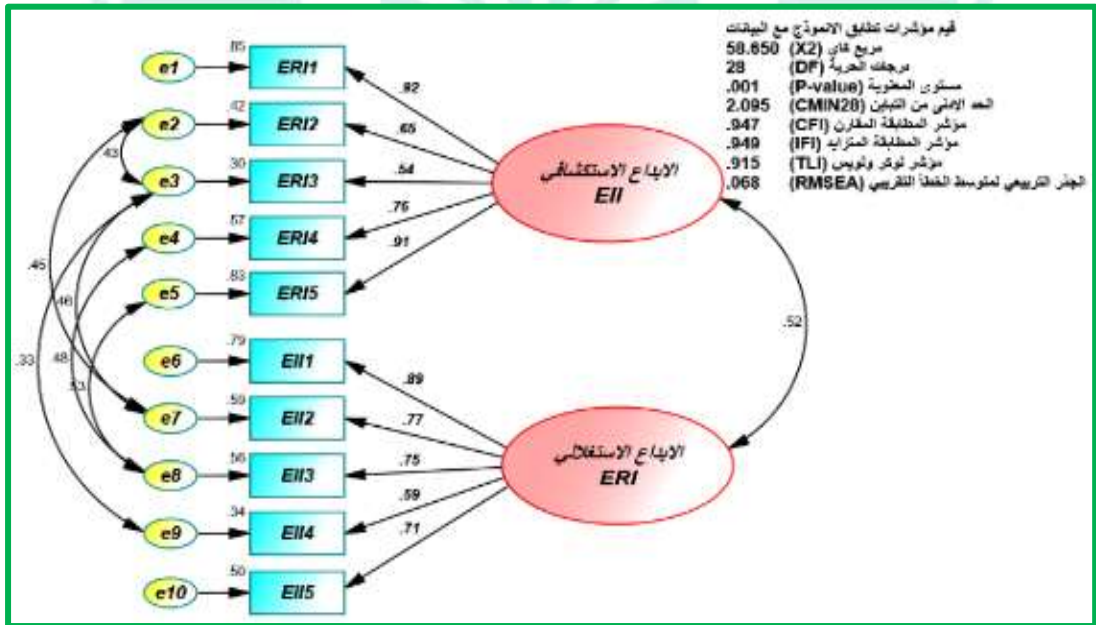 قيم مؤشرات تطابق الانموذج مع البيانات
مربع كاي (X2) 58.650
درجات الحرية (DF) 28
مستوى المعنوية (P-value) .001
الحد الادنى من التباين (CMIN28) 2.095
مؤشر المطابقة المقارن (CFI) .947
مؤشر المطابقة المتزايد (IFI) .949
مؤشر توكر ولويس (TLI) .915
الجذر التربيعي لمتوسط الخطأ التقريبي (RMSEA) .068
e1 .85 ERI1 .92
e2 .42 ERI2 .65
.43
e3 .30 ERI3 .54
e4 .57 ERI4 .76
e5 .83 ERI5 .91
الابداع الاستكشافي
EII
.45
.46
.33
.48
.53
.52
e6 .79 EII1 .89
e7 .59 EII2 .77
e8 .56 EII3 .75
e9 .34 EII4 .59
e10 .50 EII5 .71
الابداع الاستغلالي
ERI